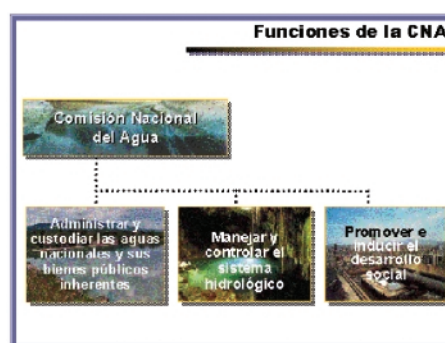 Funciones de la CNA
Comisión Nacional
del Agua
Administrar y
custodiar las aguas
nacionales y sus
bienes públicos
inherentes
Manejar y
controlar el
sistema
hidrológico
Promover e
inducir el
desarrollo
social